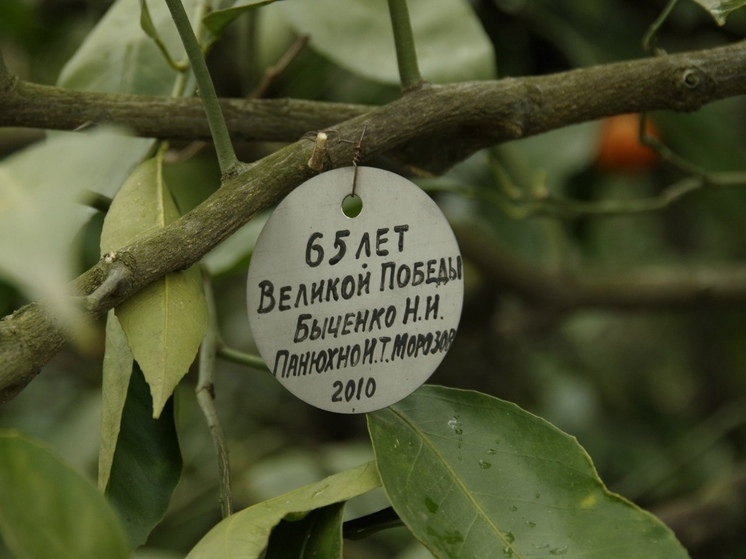 65 ЛЕТ
ВЕЛИКОЙ ПОБЕДЫ
БЫЧЕНКО Н.И.
ПАНЮХНО И.Т. МОРОЗОВ
2010